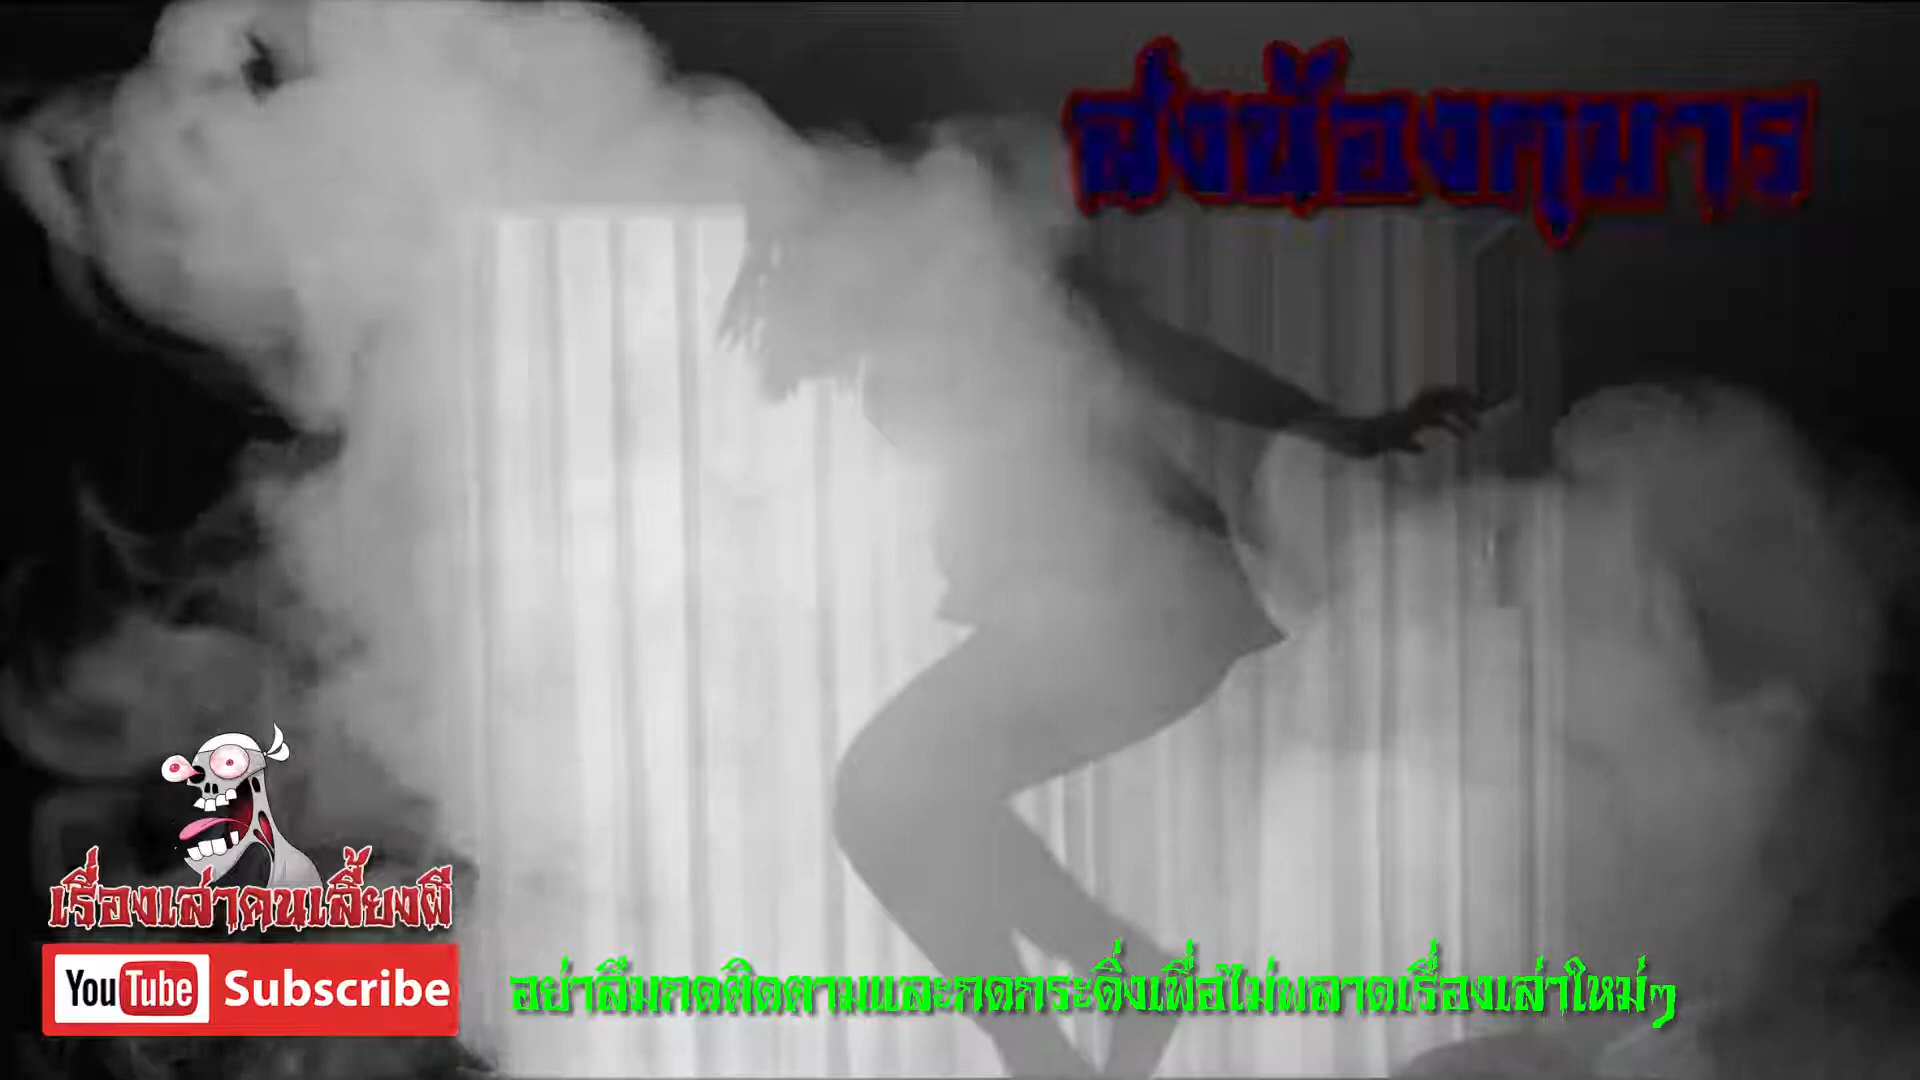 ส่งน้องกุมาร
เรื่องเล่าคนเลี้ยงผี
YouTube Subscribe
อย่าลืมกดติดตามและกดกระดิ่งเพื่อไม่พลาดเรื่องเล่าใหม่ๆ